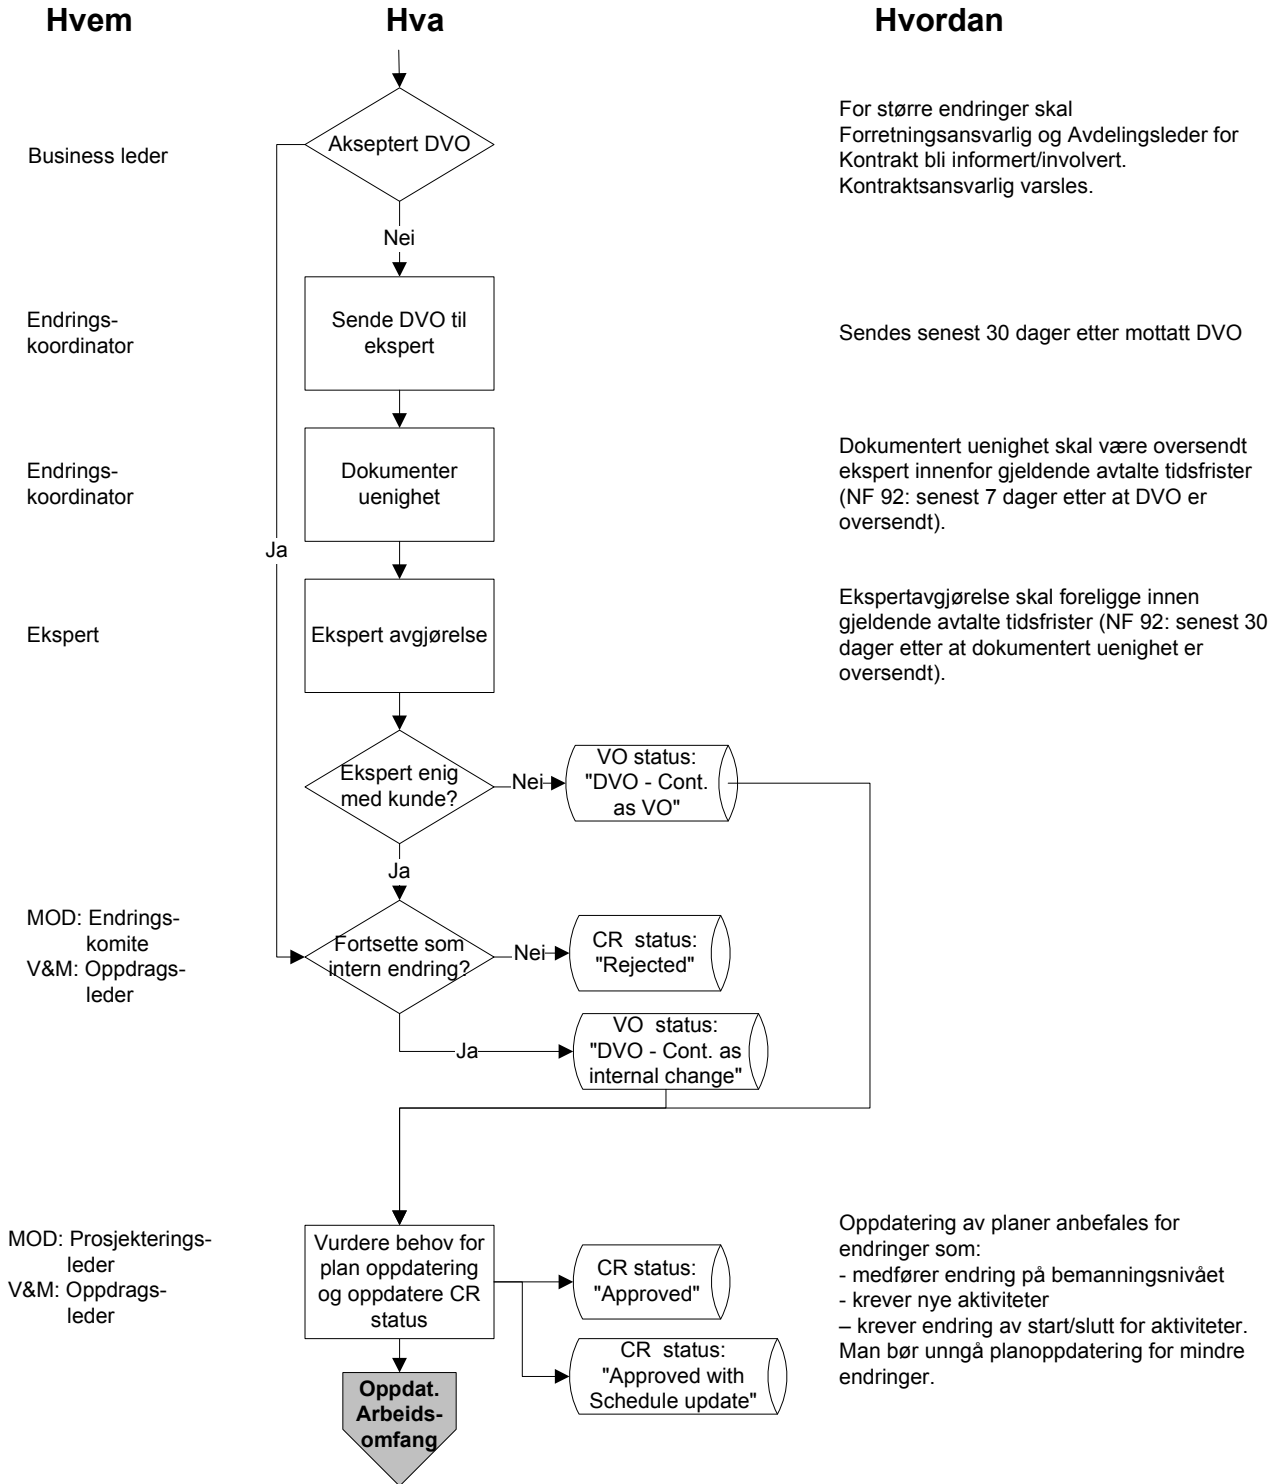 Hvem
Hva
Hvordan
Business leder
Akseptert DVO
For større endringer skal
Forretningsansvarlig og Avdelingsleder for
Kontrakt bli informert/involvert.
Kontraktsansvarlig varsles.
Nei
Endrings-
koordinator
Sende DVO til
ekspert
Sendes senest 30 dager etter mottatt DVO
Endrings-
koordinator
Dokumenter
uenighet
Dokumentert uenighet skal være oversendt
ekspert innenfor gjeldende avtalte tidsfrister
(NF 92: senest 7 dager etter at DVO er
oversendt).
Ja
Ekspert
Ekspert avgjørelse
Ekspertavgjørelse skal foreligge innen
gjeldende avtalte tidsfrister (NF 92: senest 30
dager etter at dokumentert uenighet er
oversendt).
Ekspert enig
med kunde?
Nei
VO status:
"DVO - Cont.
as VO"
Ja
MOD: Endrings-
komite
V&M: Oppdrags-
leder
Fortsette som
intern endring?
Nei
CR status:
"Rejected"
Ja
VO status:
"DVO - Cont. as
internal change"
MOD: Prosjekterings-
leder
V&M: Oppdrags-
leder
Vurdere behov for
plan oppdatering
og oppdatere CR
status
CR status:
"Approved"
CR status:
"Approved with
Schedule update"
Oppdatering av planer anbefales for
endringer som:
- medfører endring på bemanningsnivået
- krever nye aktiviteter
– krever endring av start/slutt for aktiviteter.
Man bør unngå planoppdatering for mindre
endringer.
Oppdat.
Arbeids-
omfang